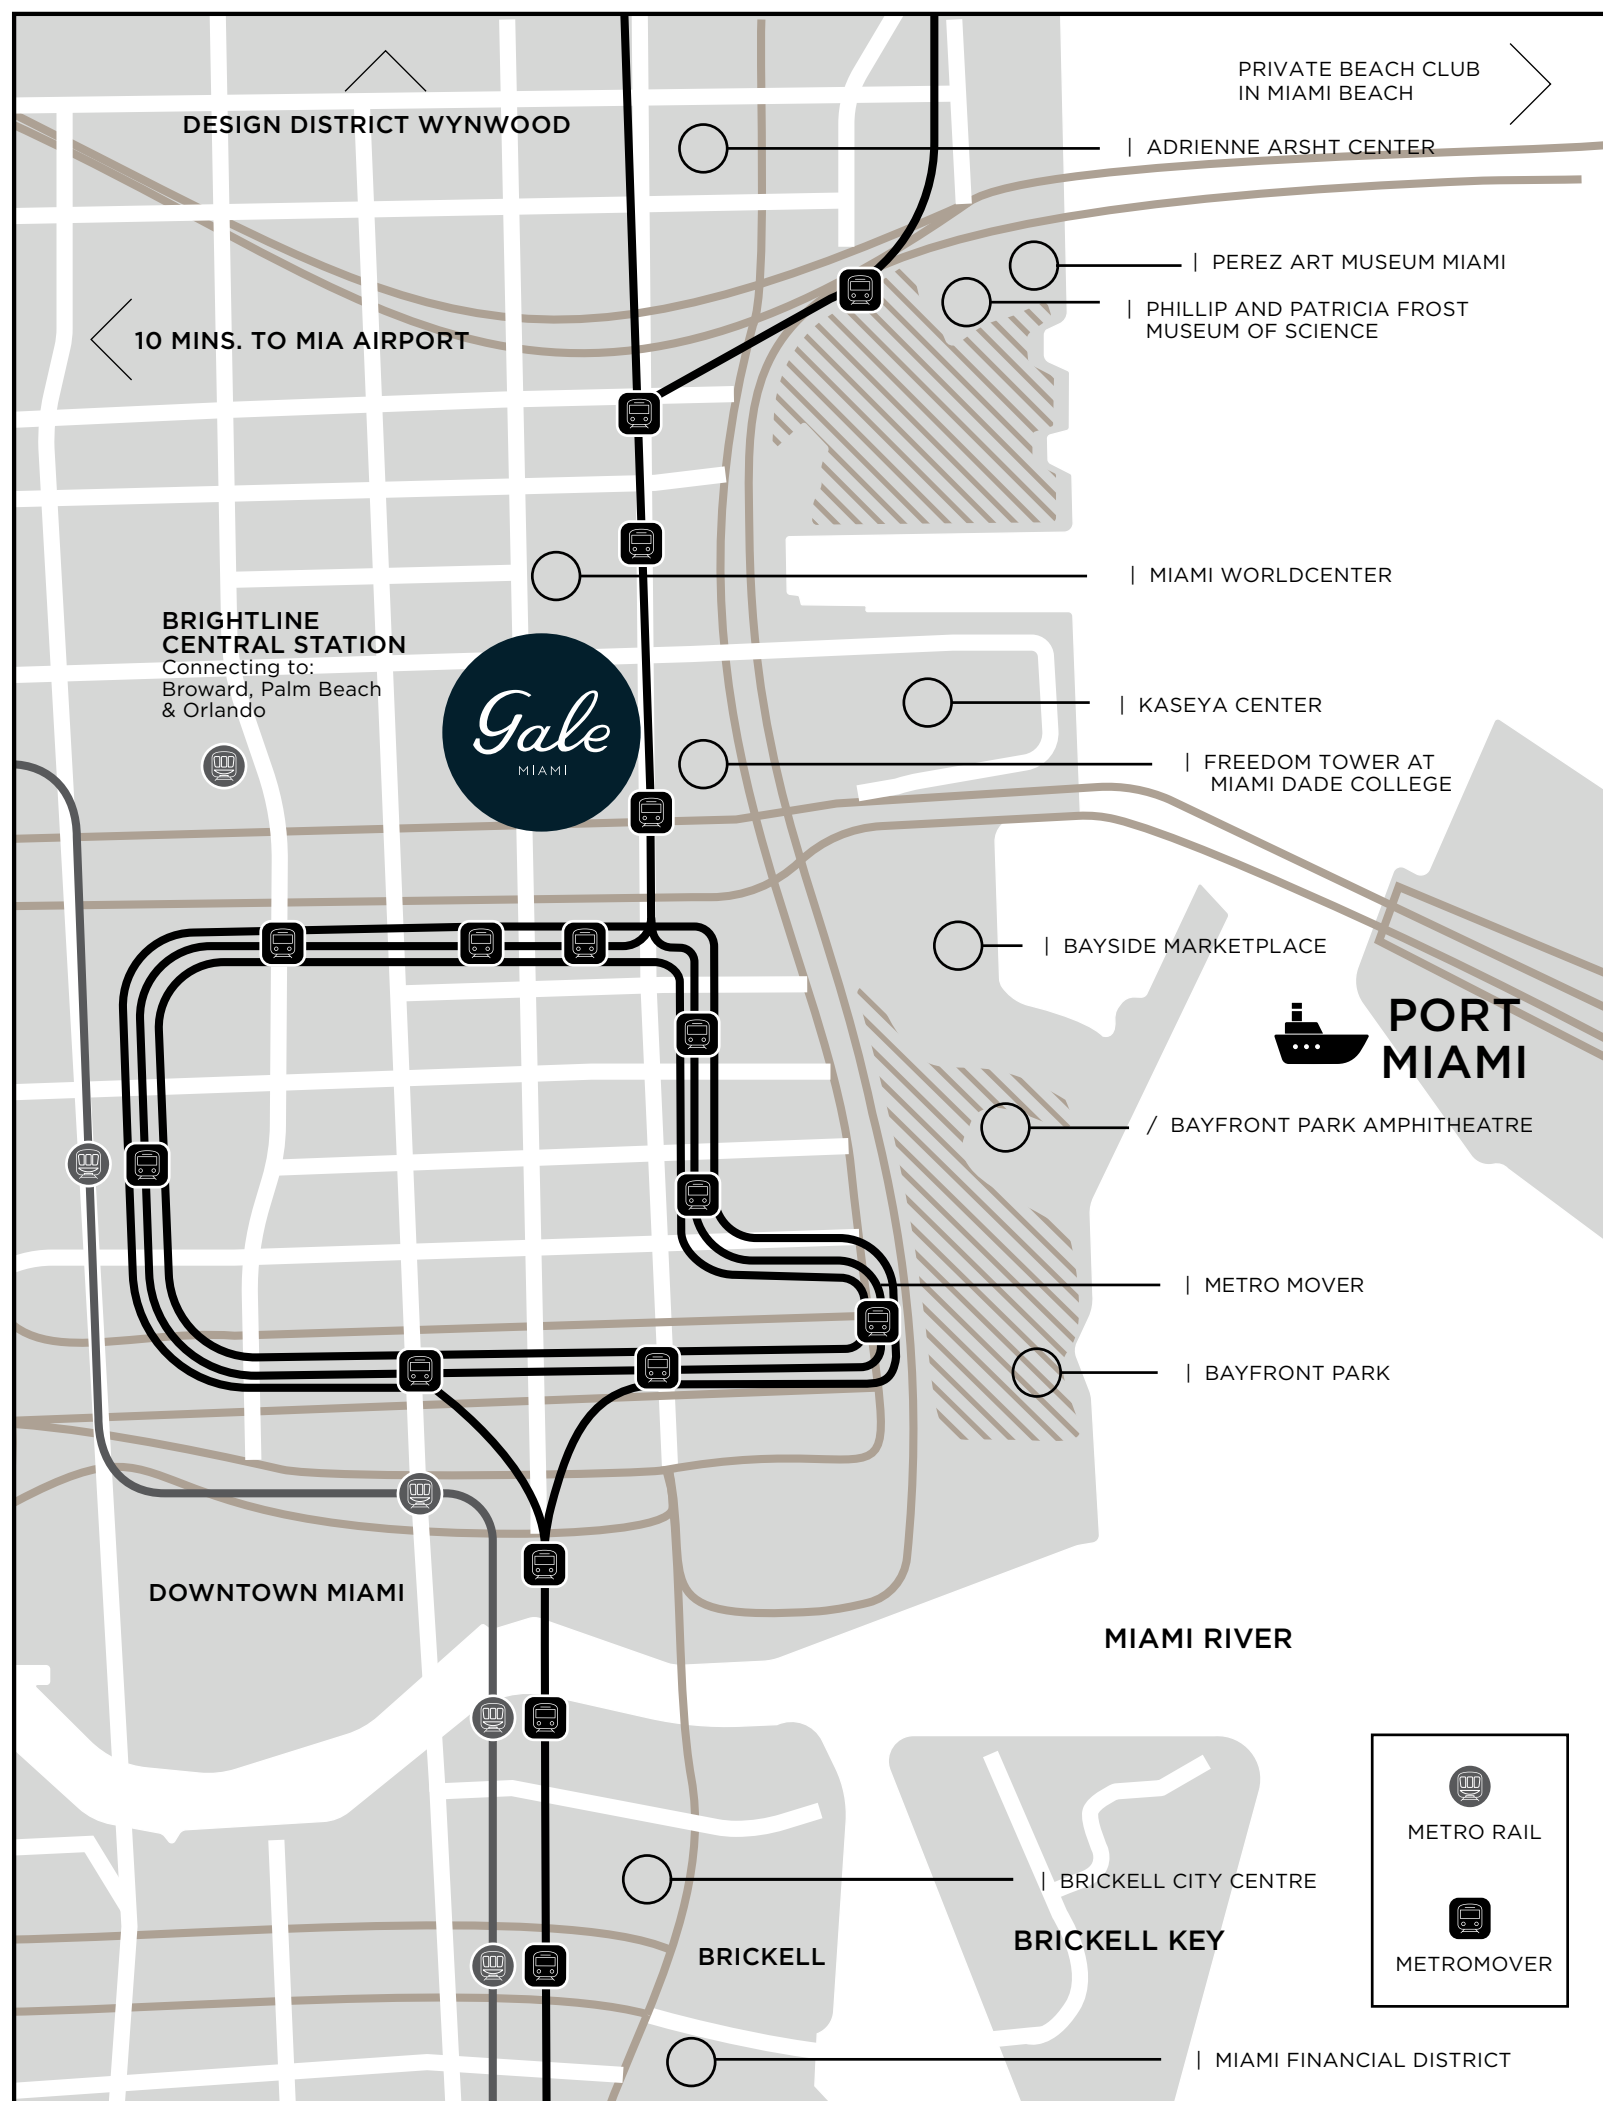 PRIVATE BEACH CLUB
IN MIAMI BEACH
DESIGN DISTRICT WYNWOOD
| ADRIENNE ARSHT CENTER
| PEREZ ART MUSEUM MIAMI
| PHILLIP AND PATRICIA FROST
MUSEUM OF SCIENCE
10 MINS. TO MIA AIRPORT
| MIAMI WORLDCENTER
BRIGHTLINE
CENTRAL STATION
Connecting to:
Broward, Palm Beach
& Orlando
Gale
MIAMI
| KASEYA CENTER
| FREEDOM TOWER AT
MIAMI DADE COLLEGE
| BAYSIDE MARKETPLACE
PORT
MIAMI
/ BAYFRONT PARK AMPHITHEATRE
| METRO MOVER
| BAYFRONT PARK
DOWNTOWN MIAMI
MIAMI RIVER
METRO RAIL
METROMOVER
| BRICKELL CITY CENTRE
BRICKELL
BRICKELL KEY
| MIAMI FINANCIAL DISTRICT